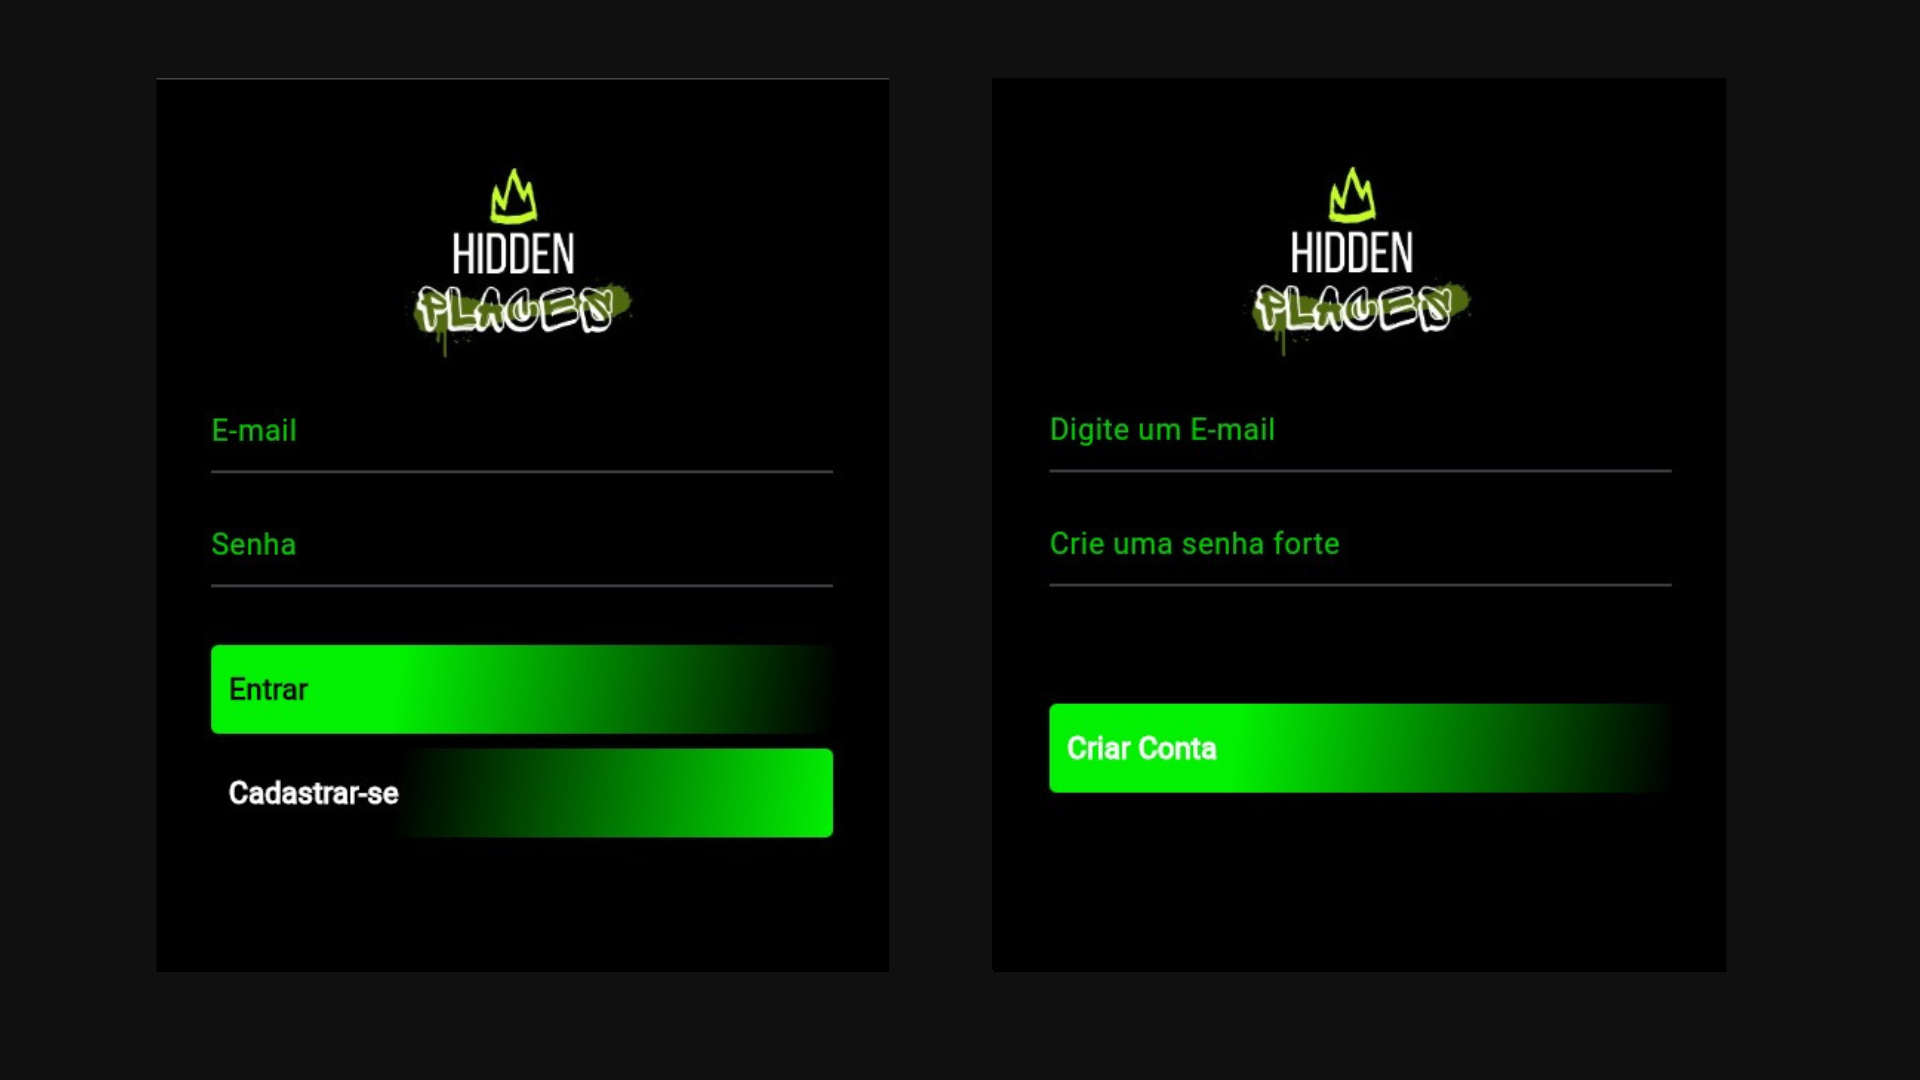 HIDDEN
PLACES
E-mail
Senha
Entrar
Cadastrar-se
HIDDEN
PLACES
Digite um E-mail
Crie uma senha forte
Criar Conta